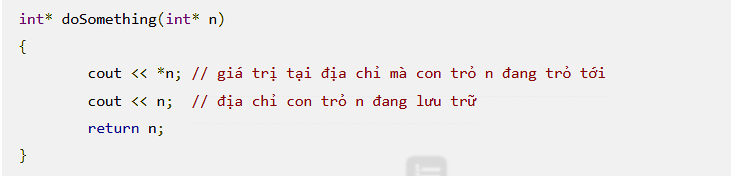 int* doSomething(int* n)
{
cout << *n; // giá trị tại địa chỉ mà con trỏ n đang trỏ tới
cout << n;  // địa chỉ con trỏ n đang lưu trữ
return n;
}